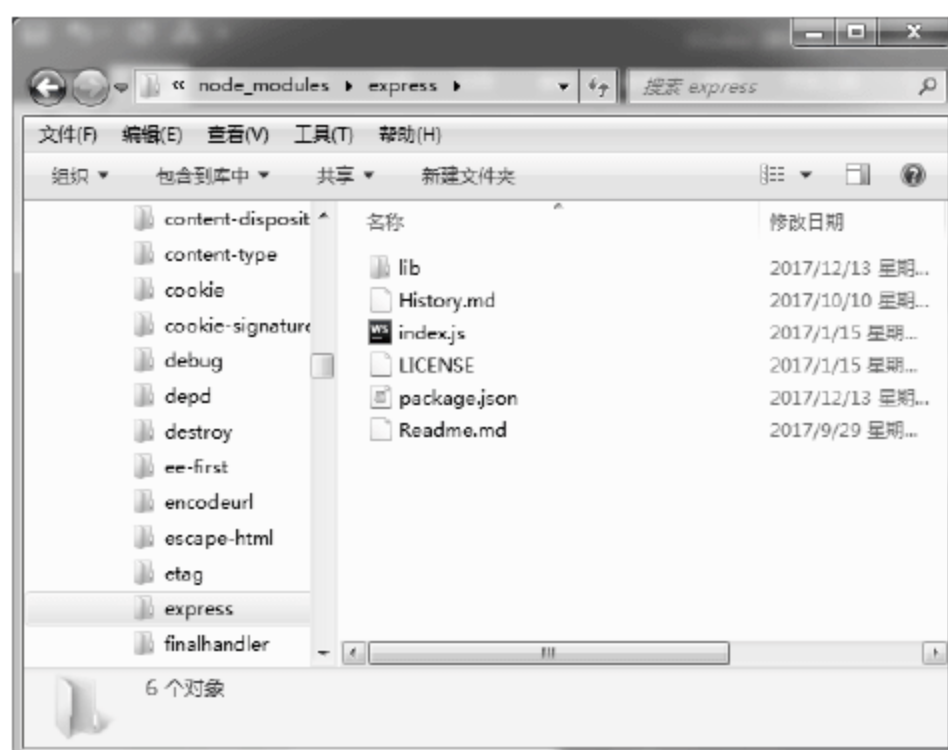 « node_modules ▸ express ▸
搜索 express
文件(F) 编辑(E) 查看(V) 工具(T) 帮助(H)
组织 ▼ 包含到库中 ▼ 共享 ▼ 新建文件夹
content-disposit
content-type
cookie
cookie-signature
debug
depd
destroy
ee-first
encodeurl
escape-html
etag
express
finalhandler
名称 修改日期
lib 2017/12/13 星期...
History.md 2017/10/10 星期...
WS index.js 2017/1/15 星期...
LICENSE 2017/1/15 星期...
package.json 2017/12/13 星期...
Readme.md 2017/9/29 星期...
6 个对象